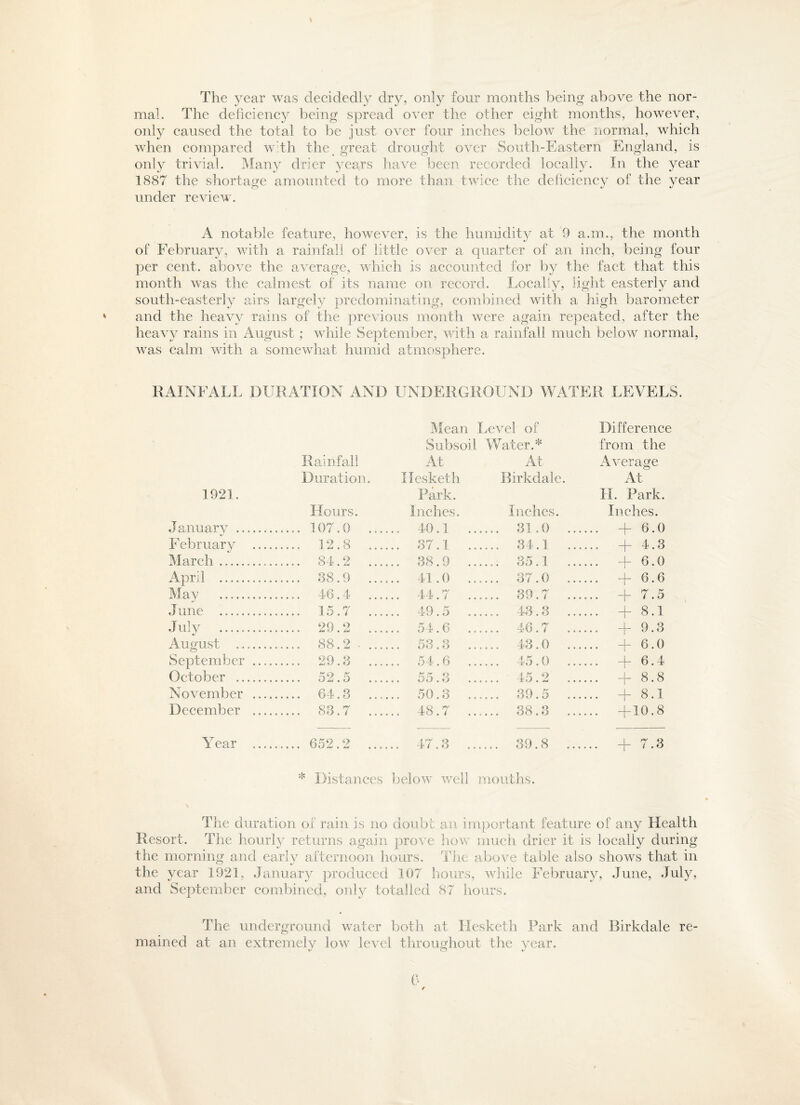 The year was decidedly dry, only four months being above the nor-
mal. The deficiency being spread over the other eight months, however,
only caused the total to be just over four inches below the normal, which
when compared with the great drought over South-Eastern England, is
only trivial. Many drier years have been recorded locally. In the year
1887 the shortage amounted to more than twice the deficiency of the year
under review.
A notable feature, however, is the humidity at 9 a.m., the month
of February, with a rainfall of little over a quarter of an inch, being four
per cent. above the average, which is accounted for by the fact that this
month was the calmest of its name on record. Locally, light easterly and
south-easterly airs largely predominating, combined with a high barometer
and the heavy rains of the previous month were again repeated, after the
heavy rains in August ; while September, with a rainfall much below normal,
was calm with a somewhat humid atmosphere.
RAINFALL DURATION AND UNDERGROUND WATER LEVELS.
Mean Level of Difference
Subsoil Water.* from the
Rainfall At At Average
Duration. Hesketh Birkdale. At
1921. Park. H. Park.
Hours. Inches. Inches. Inches.
January ............ 107.0 ...... 40.1 ...... 31.0 ...... + 6.0
February ......... 12.8 ...... 37.1 ...... 34.1 ...... + 4.3
March ............... 84.2 ...... 38.9 ...... 35.1 ...... + 6.0
April ............... 38.9 ...... 41.0 ...... 37.0 ...... + 6.6
May ............... 46.4 ...... 44.7 ...... 39.7 ...... + 7.5
June ............... 15.7 ...... 49.5 ...... 43.3 ...... + 8.1
July ............... 29.2 ...... 54.6 ...... 46.7 ...... + 9.3
August ............ 88.2 ...... 53.3 ...... 43.0 ...... + 6.0
September ......... 29.3 ...... 54.6 ...... 45.0 ...... + 6.4
October ............ 52.5 ...... 55.3 ...... 45.2 ...... + 8.8
November ......... 64.3 ...... 50.3 ...... 39.5 ...... + 8.1
December ......... 83.7 ...... 48.7 ...... 38.3 ...... +10.8
Year ......... 652.2 ...... 47.3 ...... 39.8 ...... + 7.3
* Distances below well mouths.
The duration of rain is no doubt an important feature of any Health
Resort. The hourly returns again prove how much drier it is locally during
the morning and early afternoon hours. The above table also shows that in
the year 1921, January produced 107 hours, while February, June, July,
and September combined, only totalled 87 hours.
The underground water both at Hesketh Park and Birkdale re-
mained at an extremely low level throughout the year.
6